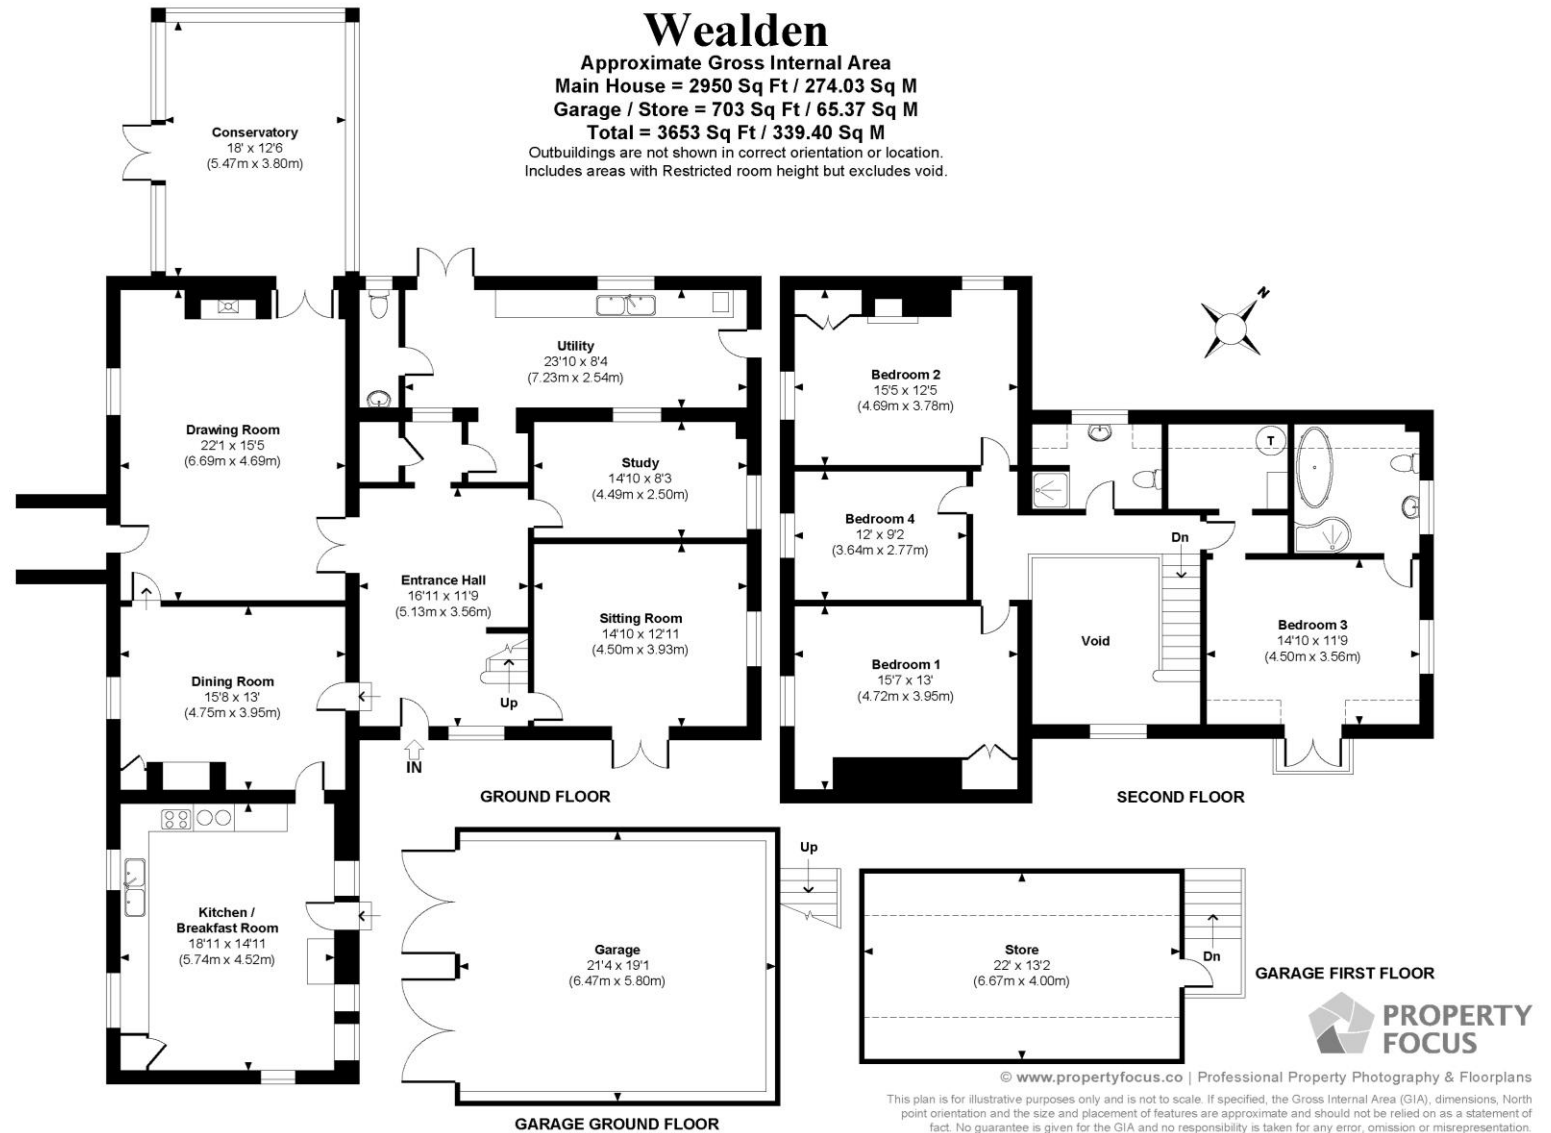 Wealden
Approximate Gross Internal Area
Main House = 2950 Sq Ft / 274.03 Sq M
Garage / Store = 703 Sq Ft / 65.37 Sq M
Total = 3653 Sq Ft / 339.40 Sq M
Outbuildings are not shown in correct orientation or location.
Includes areas with Restricted room height but excludes void.
Conservatory
18' x 12'6
(5.47m x 3.80m)
N
Utility
23'10 x 8'4
(7.23m x 2.54m)
Drawing Room
22'1 x 15'5
(6.69m x 4.69m)
Study
14'10 x 8'3
(4.49m x 2.50m)
Entrance Hall
16'11 x 11'9
(5.13m x 3.56m)
Sitting Room
14'10 x 12'11
(4.50m x 3.93m)
Dining Room
15'8 x 13'
(4.75m x 3.95m)
Up
IN
GROUND FLOOR
Kitchen /
Breakfast Room
18'11 x 14'11
(5.74m x 4.52m)
Bedroom 2
15'5 x 12'5
(4.69m x 3.78m)
T
Bedroom 4
12' x 9'2
(3.64m x 2.77m)
Dn
Bedroom 3
14'10 x 11'9
(4.50m x 3.56m)
Void
Bedroom 1
15'7 x 13'
(4.72m x 3.95m)
SECOND FLOOR
Up
Garage
21'4 x 19'1
(6.47m x 5.80m)
GARAGE GROUND FLOOR
Store
22' x 13'2
(6.67m x 4.00m)
Dn
GARAGE FIRST FLOOR
PROPERTY
FOCUS
© www.propertyfocus.co | Professional Property Photography & Floorplans
This plan is for illustrative purposes only and is not to scale. If specified, the Gross Internal Area (GIA), dimensions, North
point orientation and the size and placement of features are approximate and should not be relied on as a statement of
fact. No guarantee is given for the GIA and no responsibility is taken for any error, omission or misrepresentation.